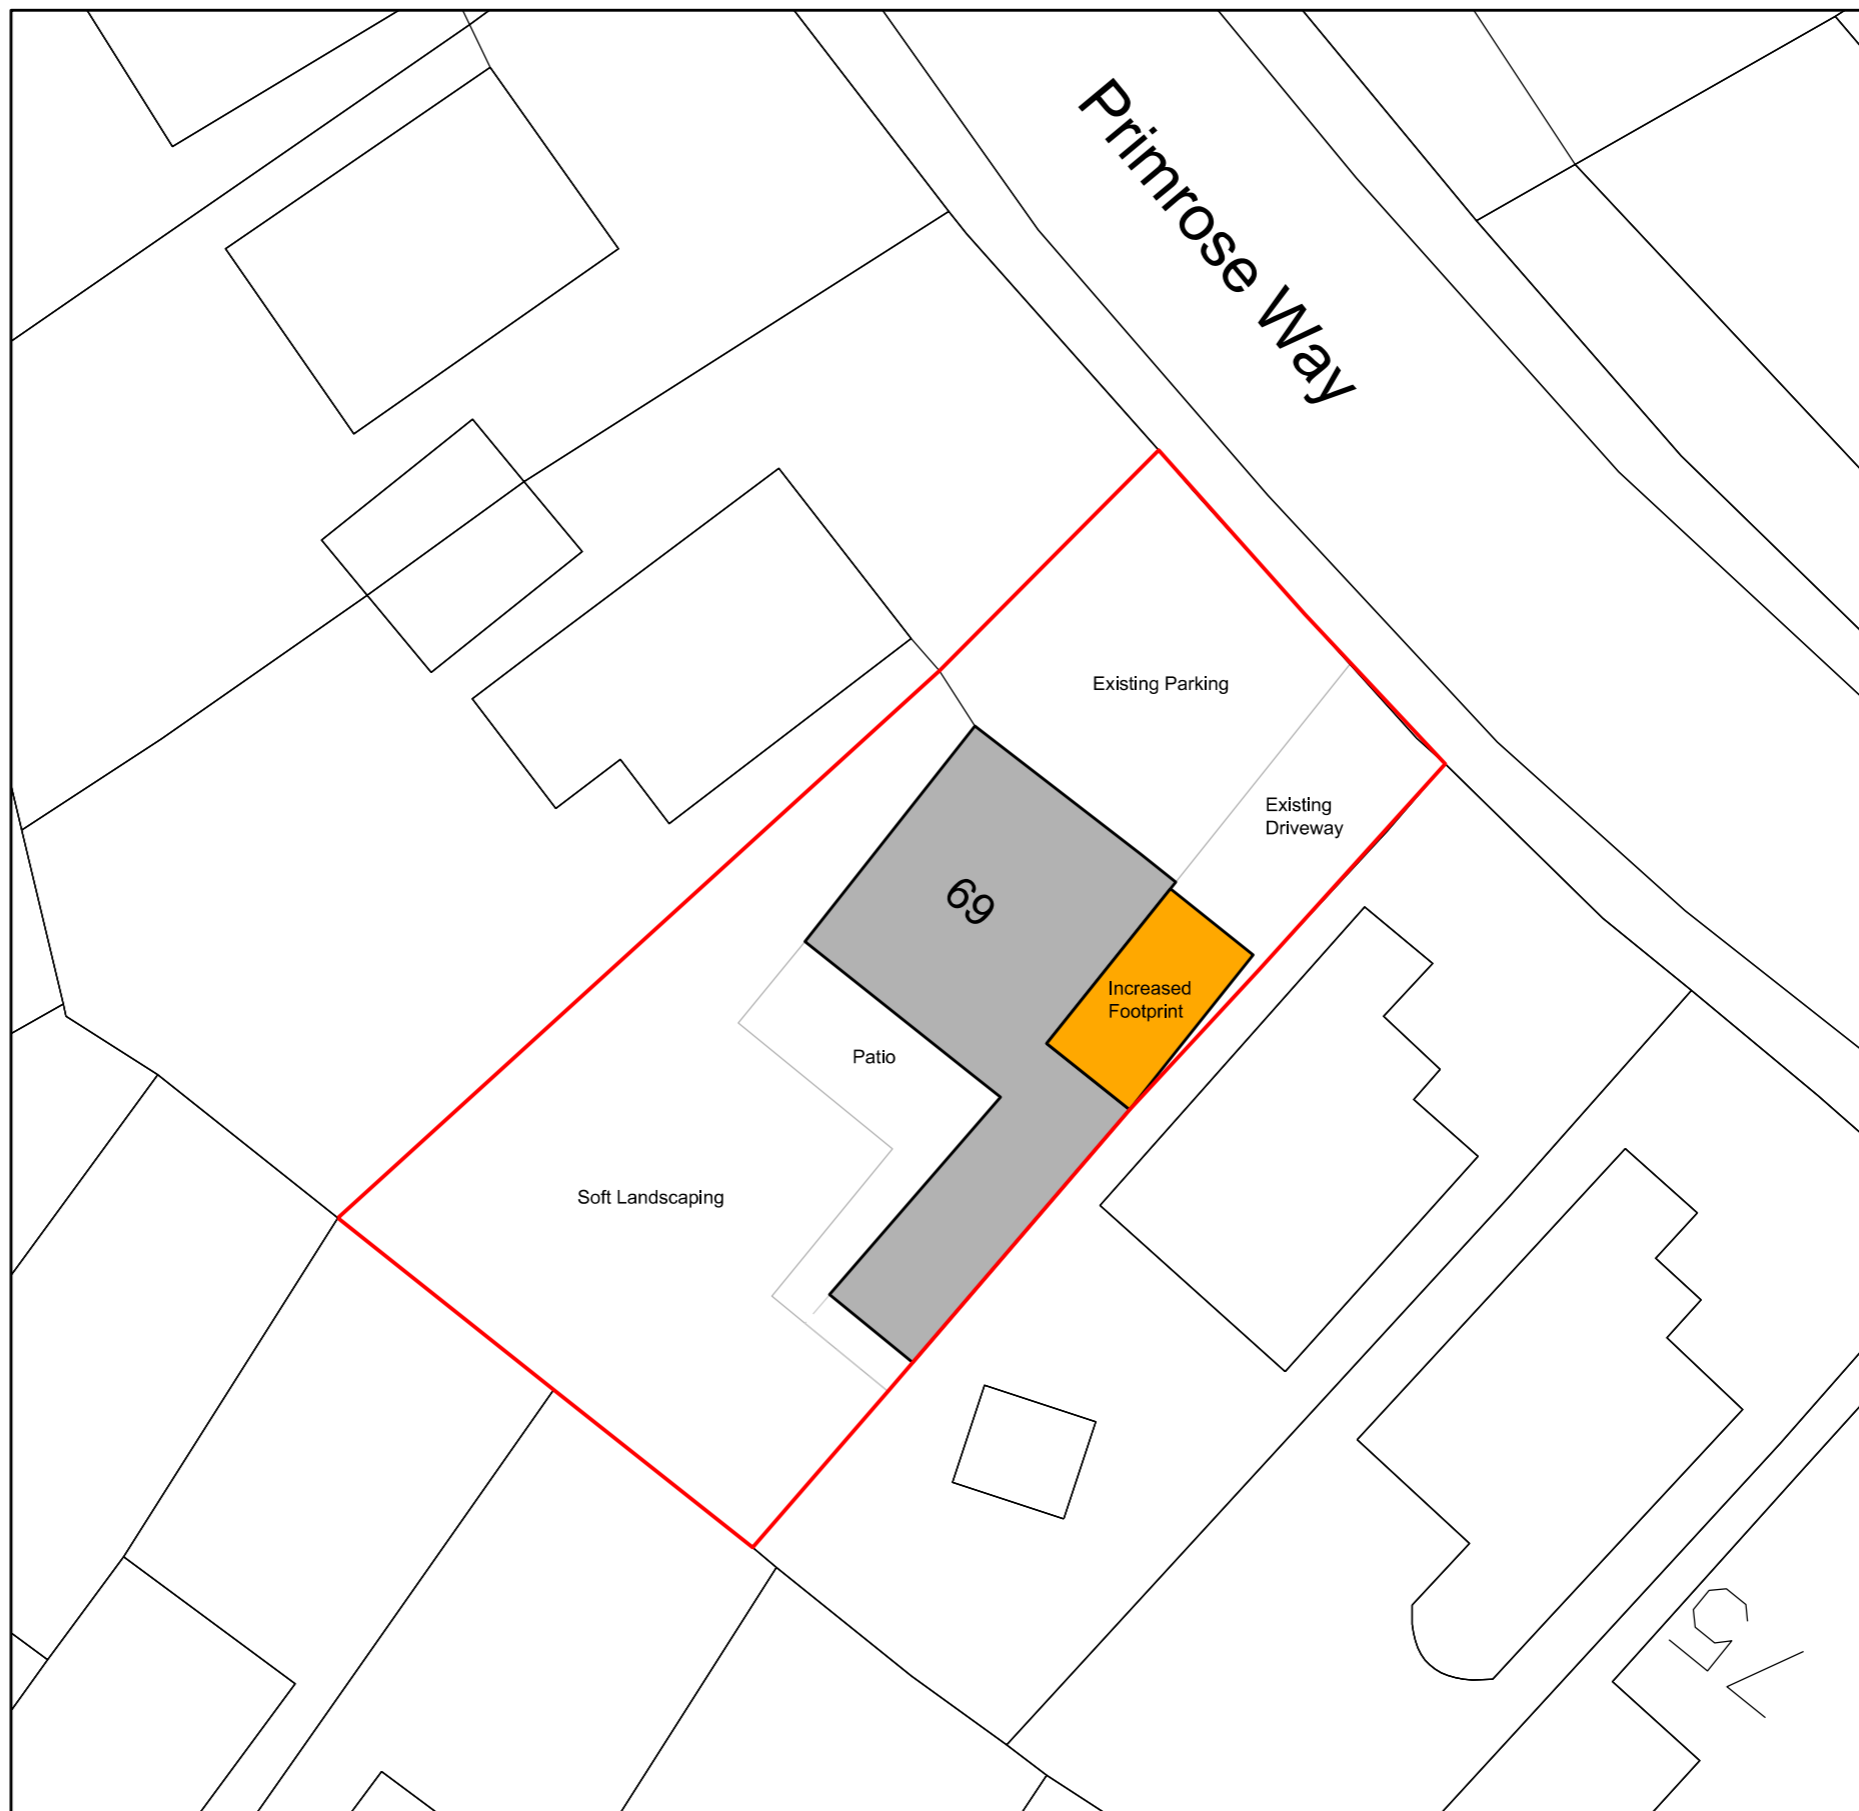 Primrose Way
Existing Parking
Existing
Driveway
69
Increased
Footprint
Patio
Soft Landscaping